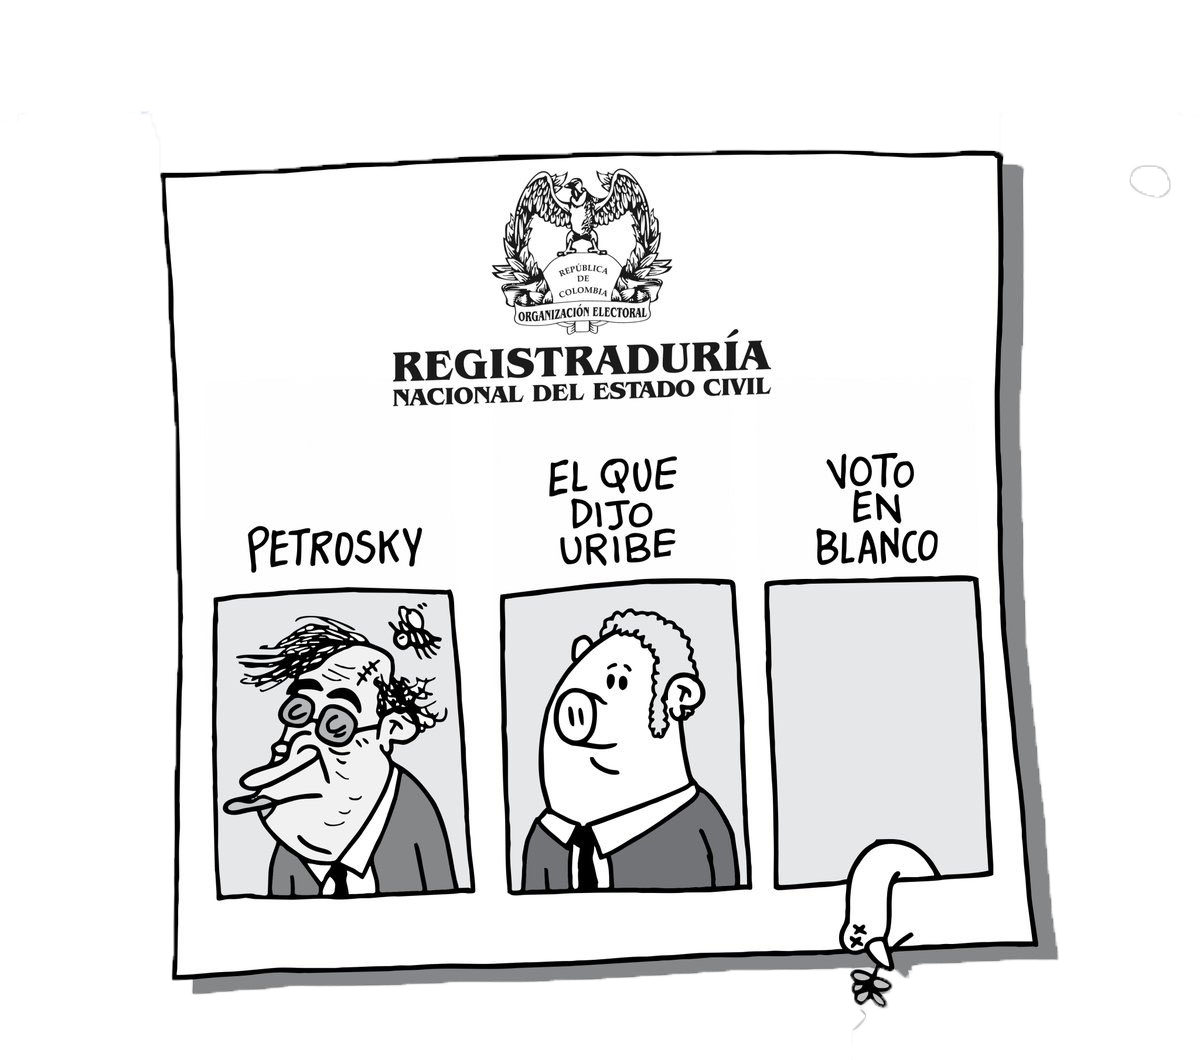 REPÚBLICA
DE
COLOMBIA
ORGANIZACIÓN ELECTORAL
REGISTRADURÍA
NACIONAL DEL ESTADO CIVIL
PETROSKY
EL QUE
DIJO
URIBE
VOTO
EN
BLANCO